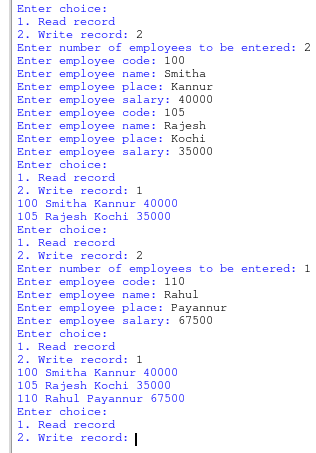 Enter choice:
1. Read record
2. Write record: 2
Enter number of employees to be entered: 2
Enter employee code: 100
Enter employee name: Smitha
Enter employee place: Kannur
Enter employee salary: 40000
Enter employee code: 105
Enter employee name: Rajesh
Enter employee place: Kochi
Enter employee salary: 35000
Enter choice:
1. Read record
2. Write record: 1
100 Smitha Kannur 40000
105 Rajesh Kochi 35000
Enter choice:
1. Read record
2. Write record: 2
Enter number of employees to be entered: 1
Enter employee code: 110
Enter employee name: Rahul
Enter employee place: Payannur
Enter employee salary: 67500
Enter choice:
1. Read record
2. Write record: 1
100 Smitha Kannur 40000
105 Rajesh Kochi 35000
110 Rahul Payannur 67500
Enter choice:
1. Read record
2. Write record: